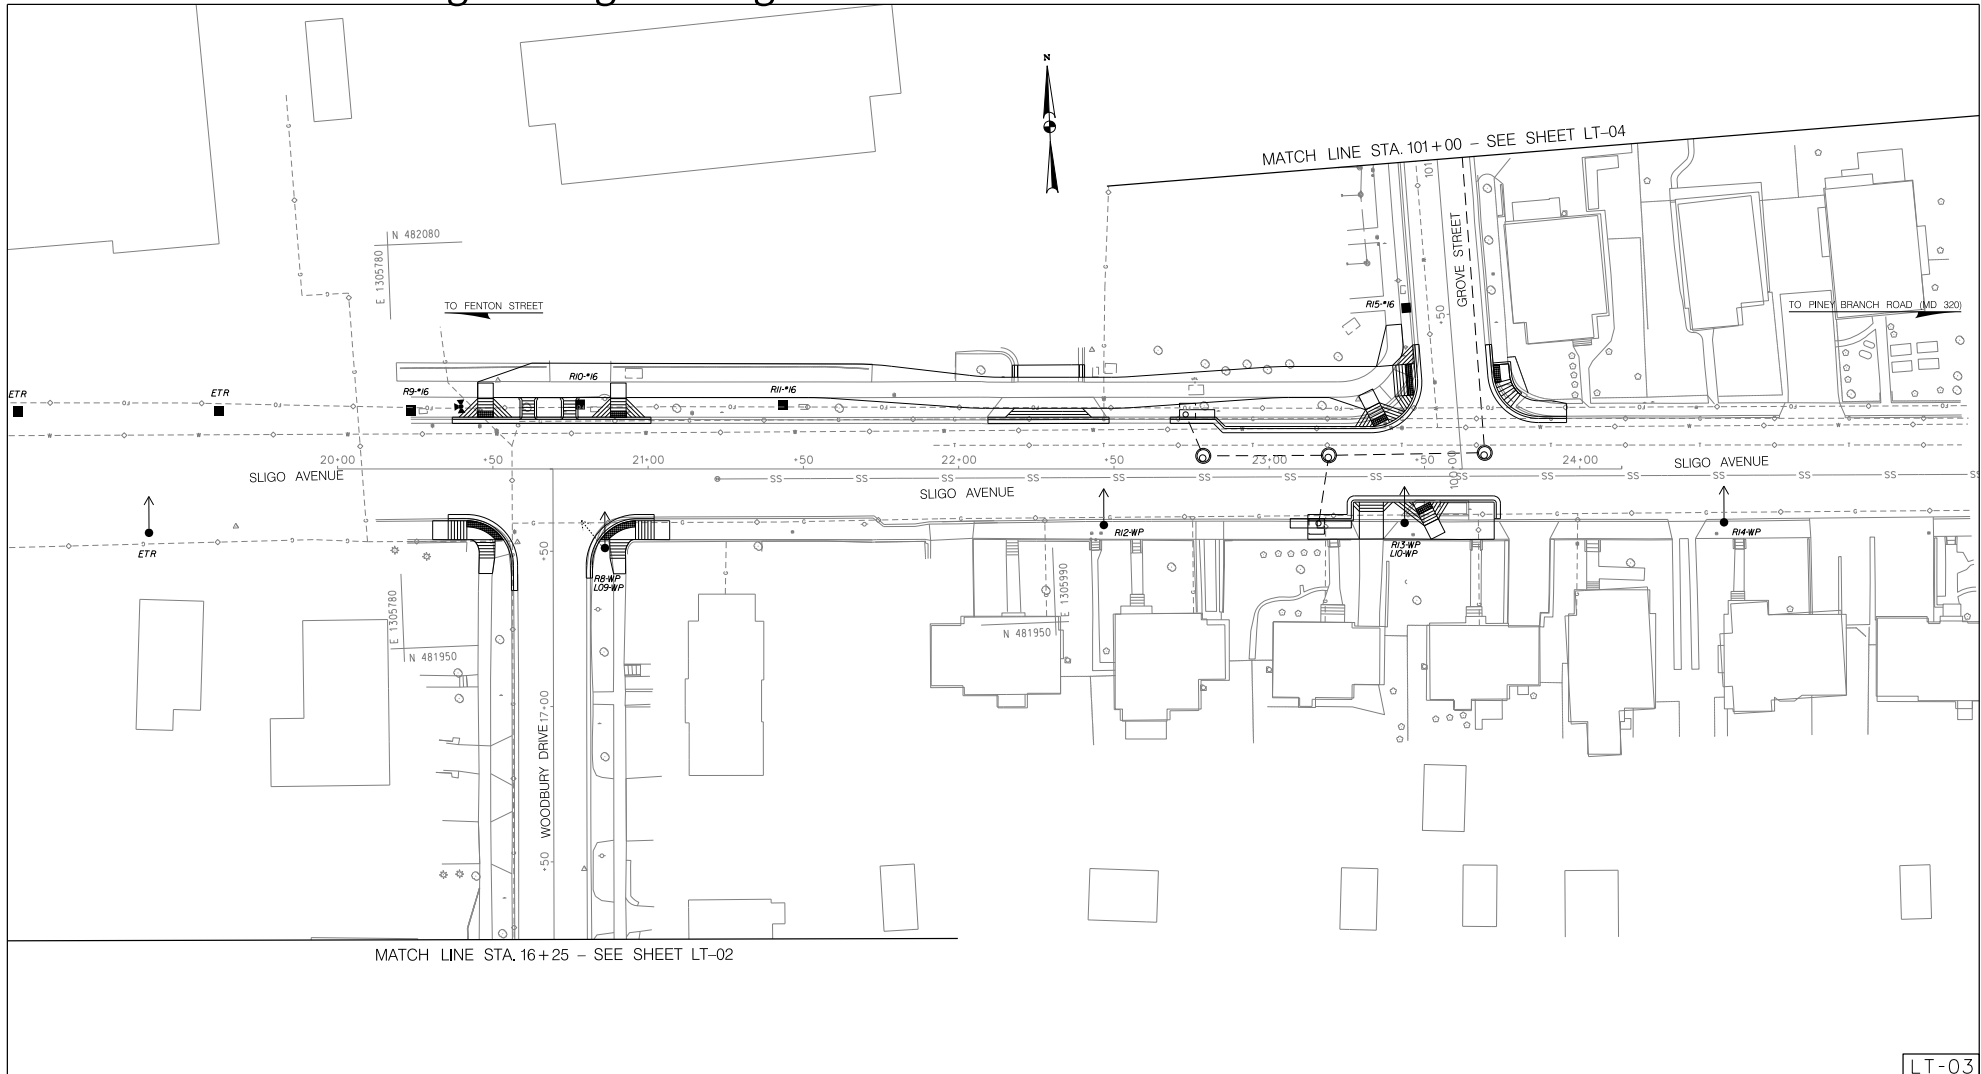 MATCH LINE STA. 101+00 - SEE SHEET LT-04
N 482080
E 1305780
TO FENTON STREET
GROVE STREET
101
+50
TO PINEY BRANCH ROAD (MD 320)
R15-*16
ETR
ETR
R9-*16
R10-*16
R11-*16
20+00
+50
21+00
+50
22+00
+50
23+00
+50
24+00
100+00
SLIGO AVENUE
SLIGO AVENUE
SLIGO AVENUE
ETR
R12-WP
R13-WP
L10-WP
R14-WP
+50
R8-WP
L09-WP
E 1305780
N 481950
E 1305990
N 481950
17+00
WOODBURY DRIVE
+50
MATCH LINE STA. 16+25 - SEE SHEET LT-02
LT-03